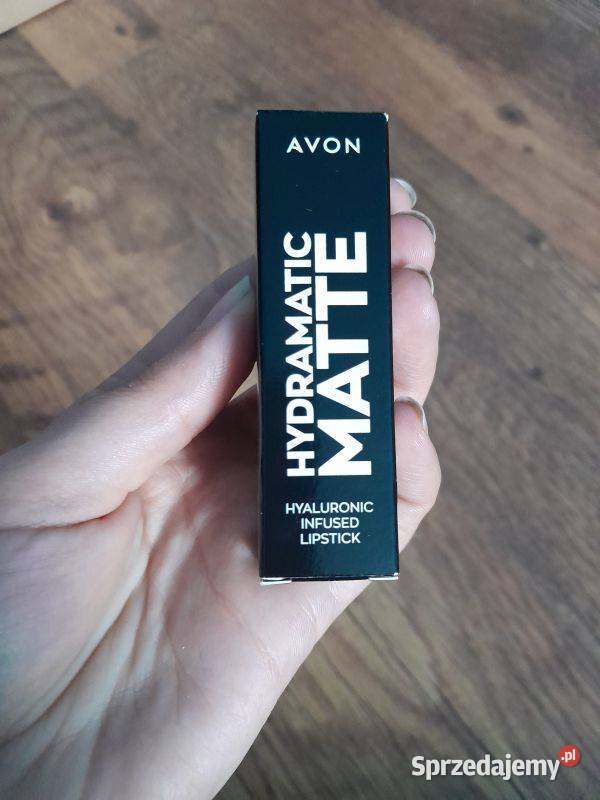 AVON
HYDRAMATIC
MATTE
HYALURONIC
INFUSED
LIPSTICK
Sprzedajemy.pl